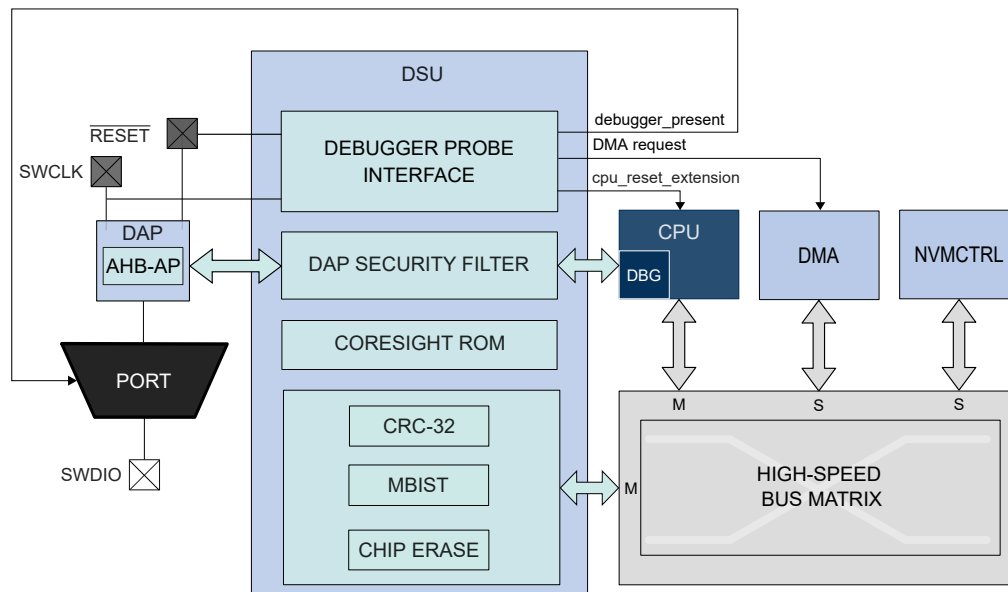 DSU
debugger_present
RESET
DEBUGGER PROBE
INTERFACE
DMA request
SWCLK
cpu_reset_extension
DAP
AHB-AP
DAP SECURITY FILTER
CPU
DBG
DMA
NVMCTRL
CORESIGHT ROM
PORT
M
S
S
CRC-32
SWDIO
MBIST
M
HIGH-SPEED
BUS MATRIX
CHIP ERASE